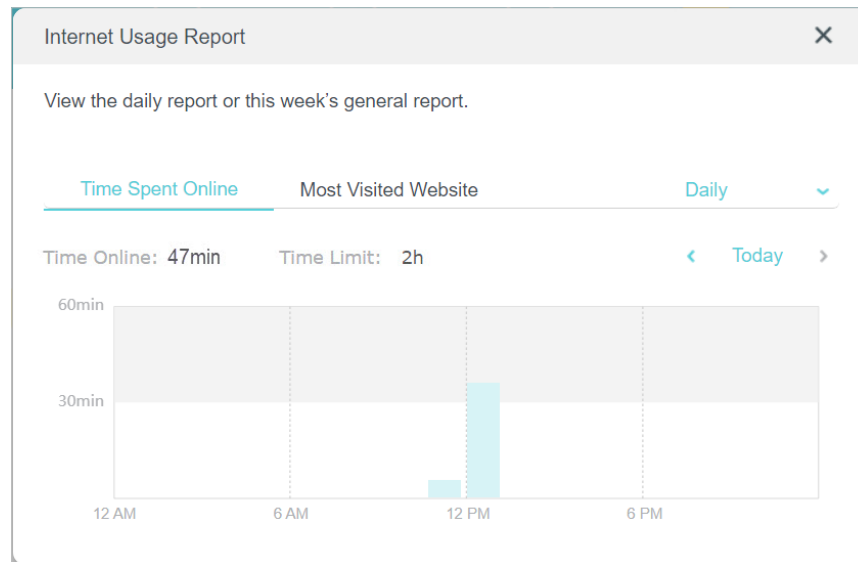 Internet Usage Report
View the daily report or this week's general report.
Time Spent Online Most Visited Website Daily
Time Online: 47min Time Limit: 2h Today
60min
30min
12 AM 6 AM 12 PM 6 PM